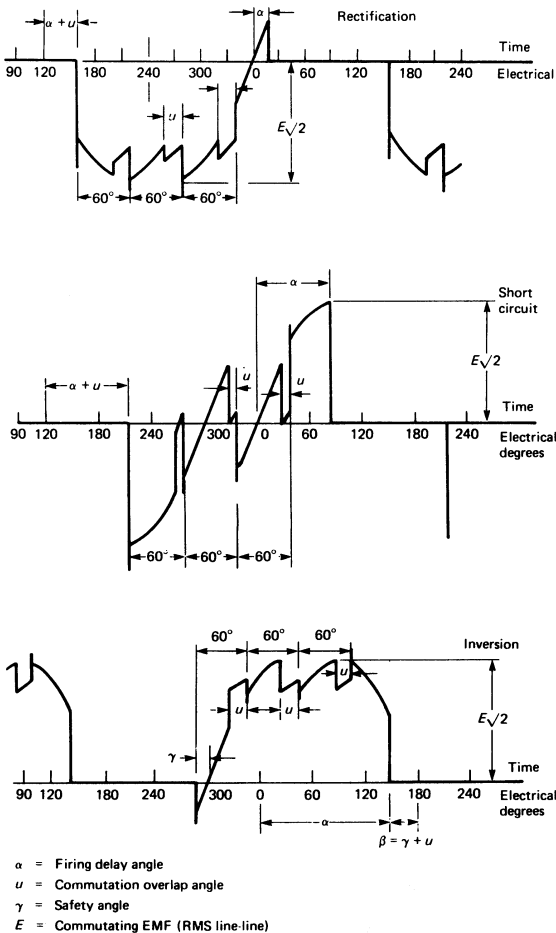 α
Rectification
α + u
Time
90 120 180 240 300 0 60 120 180 240
Electrical
u
E√2
60° 60° 60°
α
Short
circuit
E√2
α + u
u
u
Time
90 120 180 240 300 0 60 120 180 240
Electrical
degrees
60° 60° 60°
60° 60° 60°
Inversion
u
E√2
u
u
γ
Time
90 120 180 240 300 0 60 120 180 240
Electrical
degrees
α
β = γ + u
α = Firing delay angle
u = Commutation overlap angle
γ = Safety angle
E = Commutating EMF (RMS line-line)